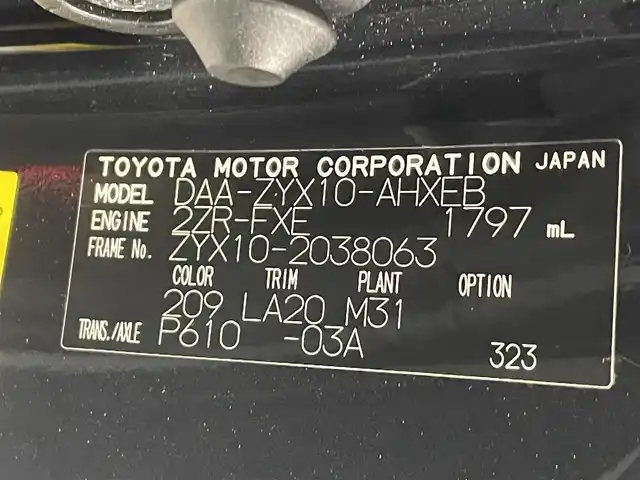 TOYOTA MOTOR CORPORATION JAPAN
MODEL DAA-ZYX10-AHXEB
ENGINE 2ZR-FXE 1797 mL
FRAME No. ZYX10-2038063
COLOR TRIM PLANT OPTION
209 LA20 M31
TRANS./AXLE P610 -03A
323